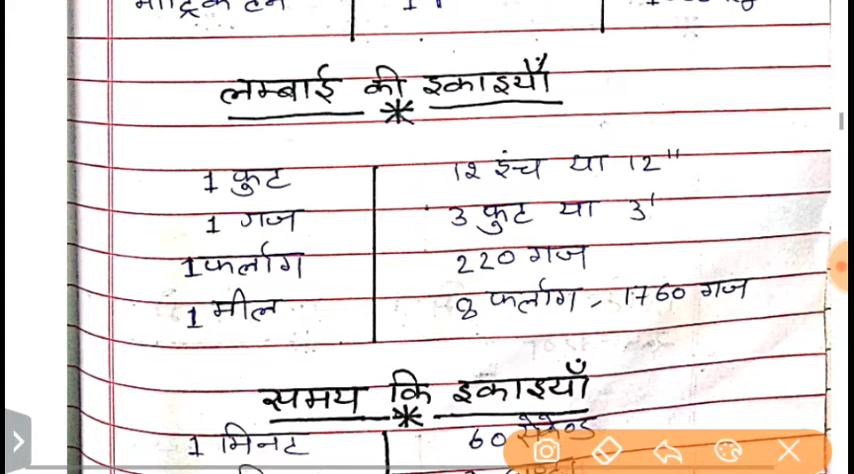 लम्बाई की इकाइयाँ
1 फुट 12 इंच या 12"
1 गज 3 फुट या 3'
1 फर्लाग 220 गज
1 मील 8 फर्लाग, 1760 गज
समय कि इकाइयाँ
1 मिनट 60